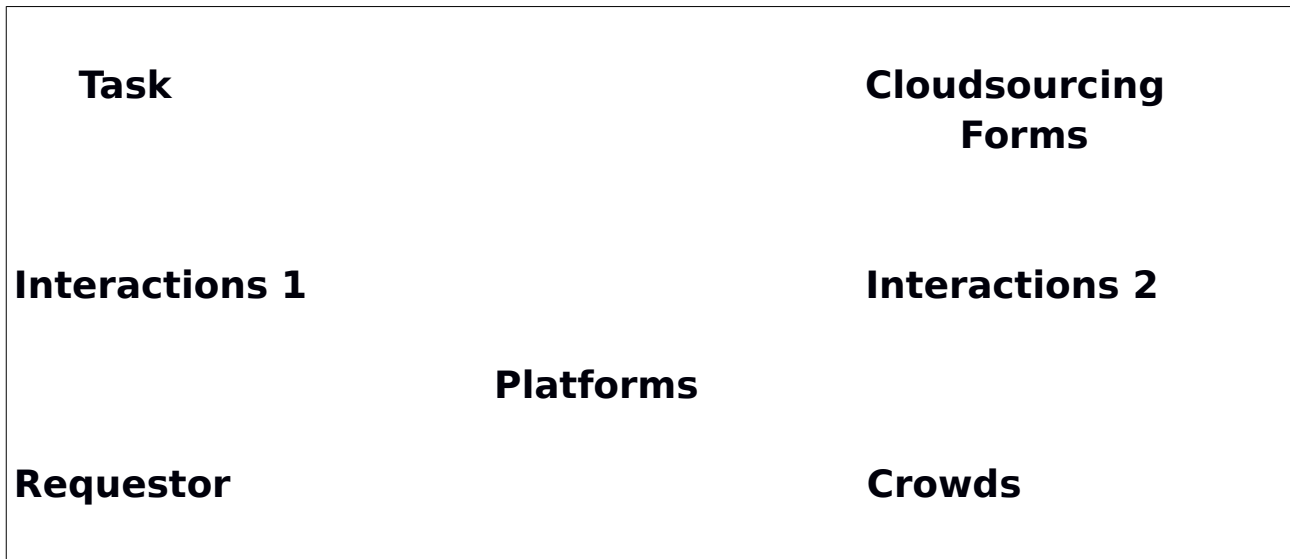 Task
Cloudsourcing
Forms
Interactions 1
Interactions 2
Platforms
Requestor
Crowds